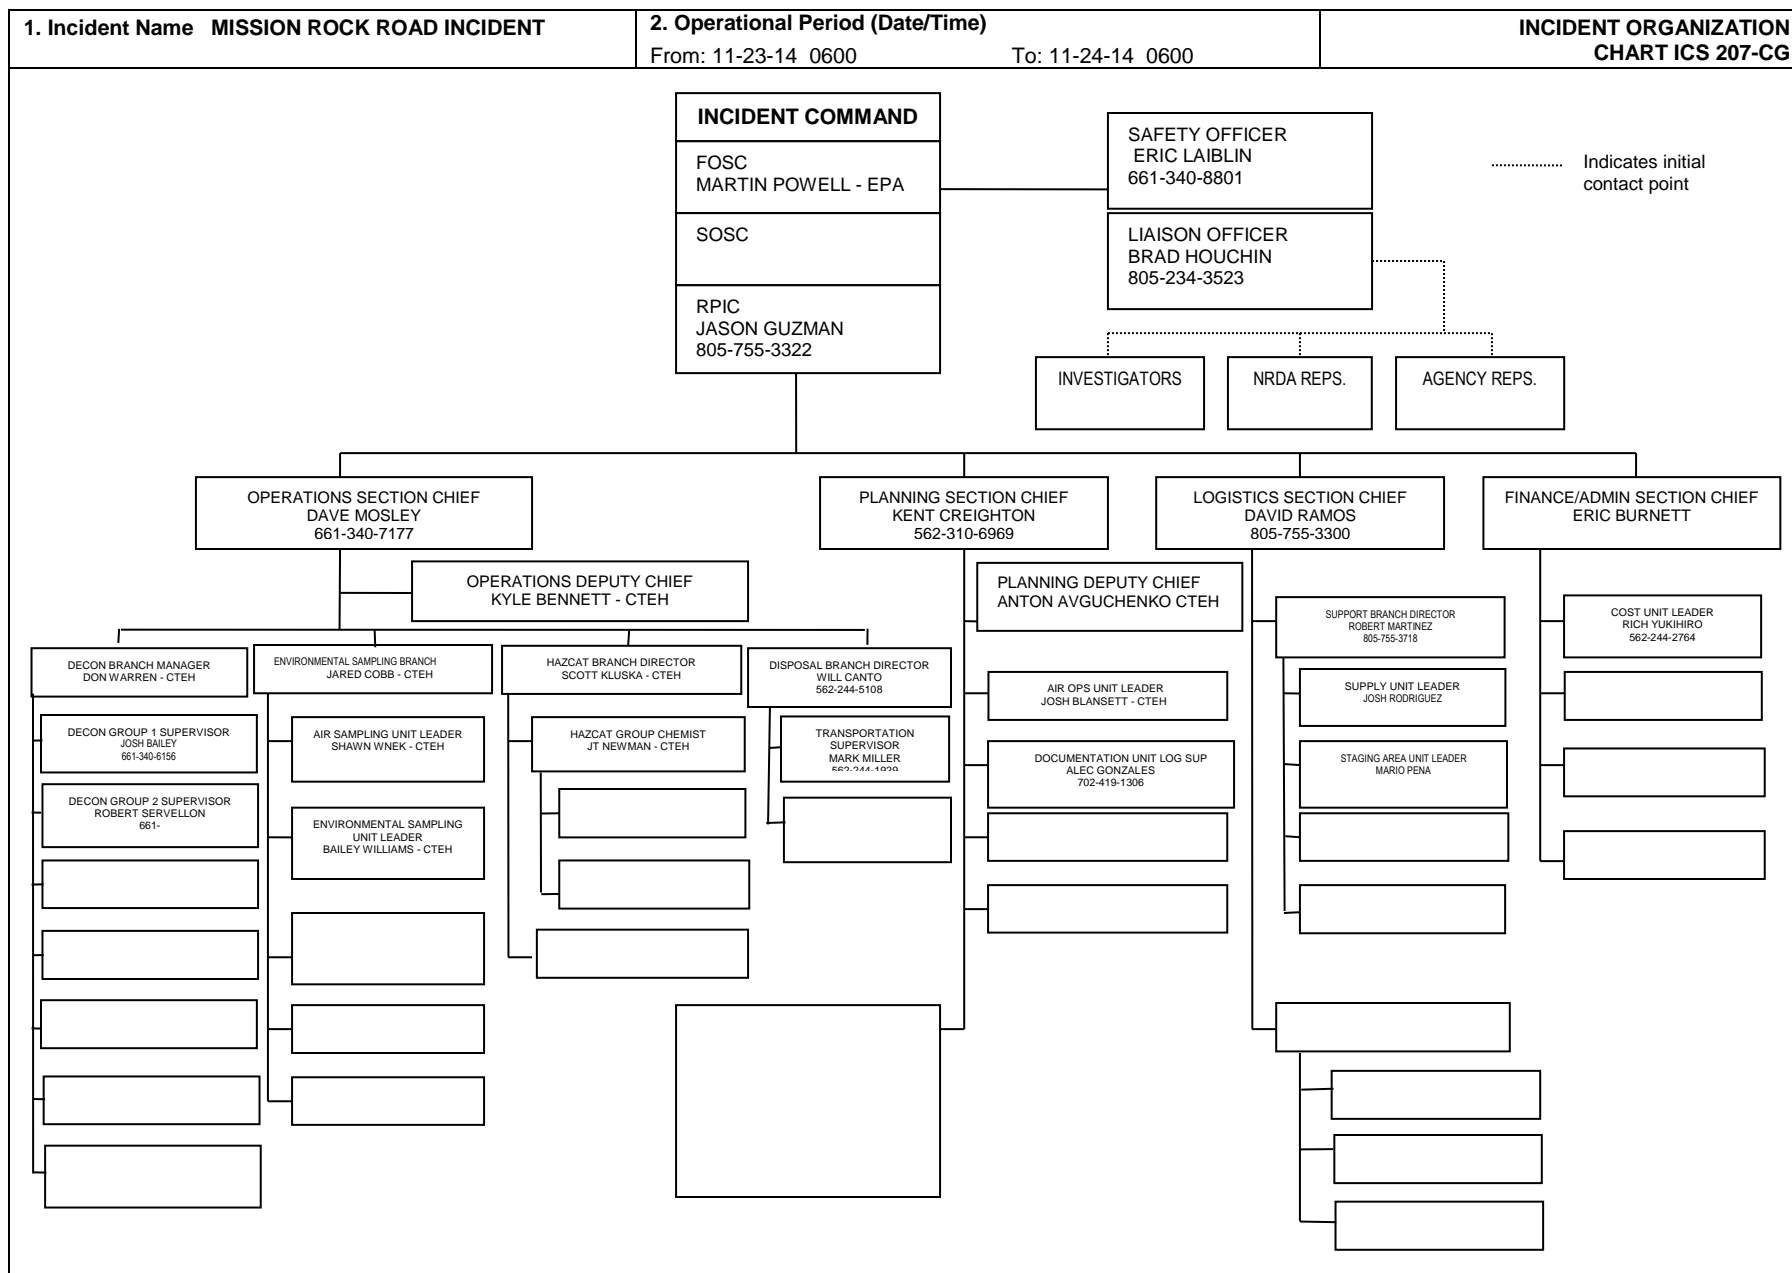 1. Incident Name   MISSION ROCK ROAD INCIDENT
2. Operational Period (Date/Time)
From: 11-23-14  0600          To: 11-24-14  0600
INCIDENT ORGANIZATION
CHART ICS 207-CG
INCIDENT COMMAND
FOSC
MARTIN POWELL - EPA
SOSC
RPIC
JASON GUZMAN
805-755-3322
SAFETY OFFICER
ERIC LAIBLIN
661-340-8801
LIAISON OFFICER
BRAD HOUCHIN
805-234-3523
Indicates initial
contact point
INVESTIGATORS
NRDA REPS.
AGENCY REPS.
OPERATIONS SECTION CHIEF
DAVE MOSLEY
661-340-7177
PLANNING SECTION CHIEF
KENT CREIGHTON
562-310-6969
LOGISTICS SECTION CHIEF
DAVID RAMOS
805-755-3300
FINANCE/ADMIN SECTION CHIEF
ERIC BURNETT
OPERATIONS DEPUTY CHIEF
KYLE BENNETT - CTEH
PLANNING DEPUTY CHIEF
ANTON AVGUCHENKO CTEH
SUPPORT BRANCH DIRECTOR
ROBERT MARTINEZ
805-755-3718
COST UNIT LEADER
RICH YUKIHIRO
562-244-2764
DECON BRANCH MANAGER
DON WARREN - CTEH
ENVIRONMENTAL SAMPLING BRANCH
JARED COBB - CTEH
HAZCAT BRANCH DIRECTOR
SCOTT KLUSKA - CTEH
DISPOSAL BRANCH DIRECTOR
WILL CANTO
562-244-5108
AIR OPS UNIT LEADER
JOSH BLANSETT - CTEH
SUPPLY UNIT LEADER
JOSH RODRIGUEZ
DECON GROUP 1 SUPERVISOR
JOSH BAILEY
661-340-6156
AIR SAMPLING UNIT LEADER
SHAWN WNEK - CTEH
HAZCAT GROUP CHEMIST
JT NEWMAN - CTEH
TRANSPORTATION
SUPERVISOR
MARK MILLER
562-244-1929
DOCUMENTATION UNIT LOG SUP
ALEC GONZALES
702-419-1306
STAGING AREA UNIT LEADER
MARIO PENA
DECON GROUP 2 SUPERVISOR
ROBERT SERVELLON
661-
ENVIRONMENTAL SAMPLING
UNIT LEADER
BAILEY WILLIAMS - CTEH